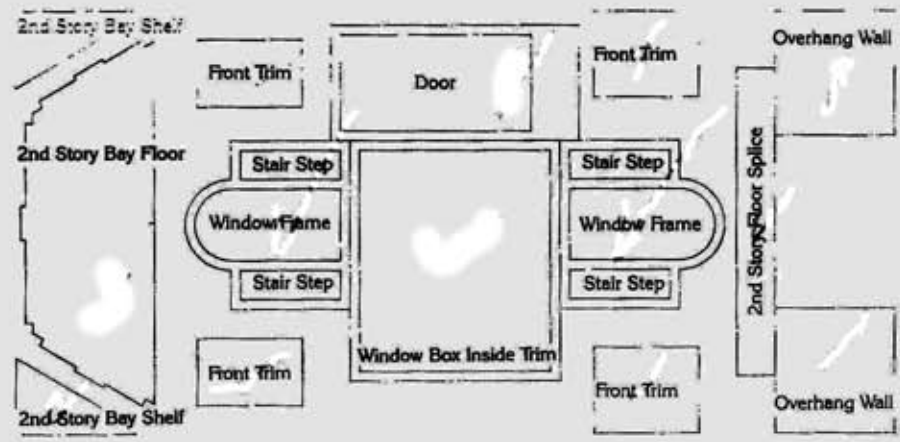 2nd Story Bay Shelf
Overhang Wall
Front Trim
Door
Front Trim
2nd Story Bay Floor
Stair Step
Stair Step
2nd Story Floor Splice
Window Frame
Window Frame
Stair Step
Stair Step
Window Box Inside Trim
Front Trim
Front Trim
2nd Story Bay Shelf
Overhang Wall